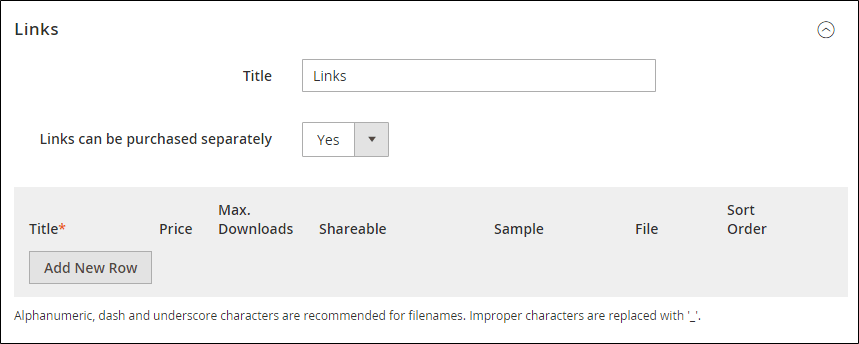 Links
Title Links
Links can be purchased separately Yes
Title* Price Max. Downloads Shareable Sample File Sort Order
Add New Row
Alphanumeric, dash and underscore characters are recommended for filenames. Improper characters are replaced with '_'.